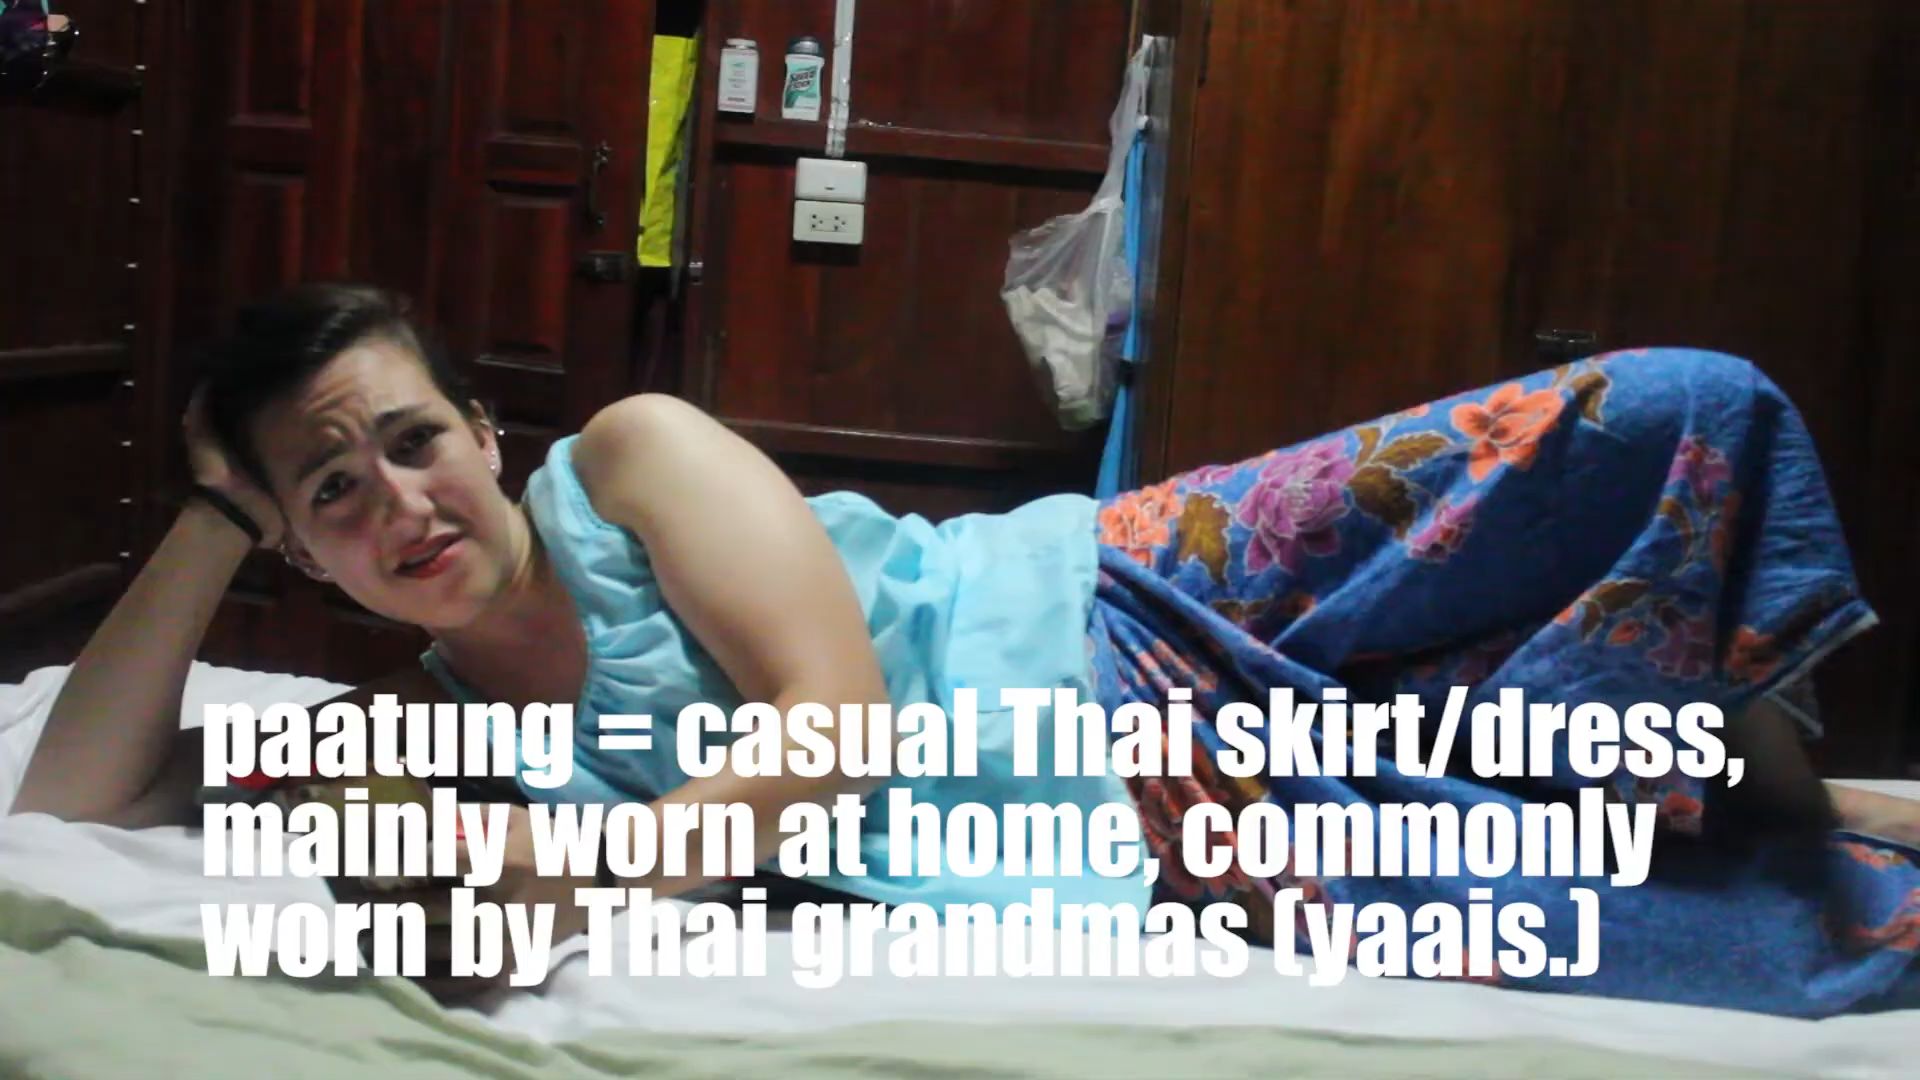 paatung = casual Thai skirt/dress,
mainly worn at home, commonly
worn by Thai grandmas (yaais.)